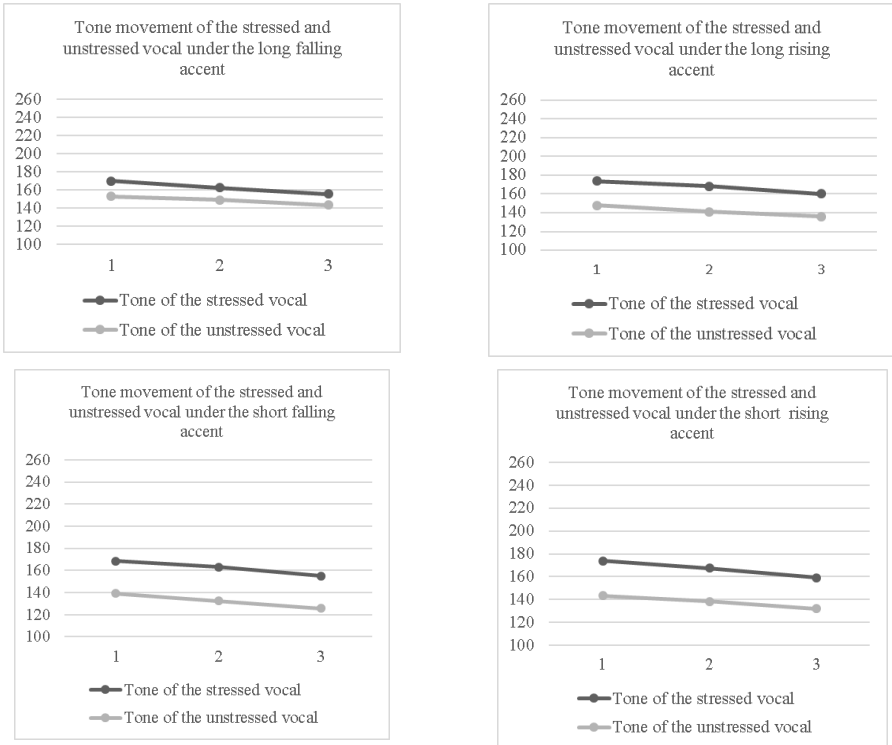 Tone movement of the stressed and
unstressed vocal under the long falling
accent
260
240
220
200
180
160
140
120
100
1 2 3
Tone of the stressed vocal
Tone of the unstressed vocal
Tone movement of the stressed and
unstressed vocal under the long rising
accent
260
240
220
200
180
160
140
120
100
1 2 3
Tone of the stressed vocal
Tone of the unstressed vocal
Tone movement of the stressed and
unstressed vocal under the short falling
accent
260
240
220
200
180
160
140
120
100
1 2 3
Tone of the stressed vocal
Tone of the unstressed vocal
Tone movement of the stressed and
unstressed vocal under the short rising
accent
260
240
220
200
180
160
140
120
100
1 2 3
Tone of the stressed vocal
Tone of the unstressed vocal